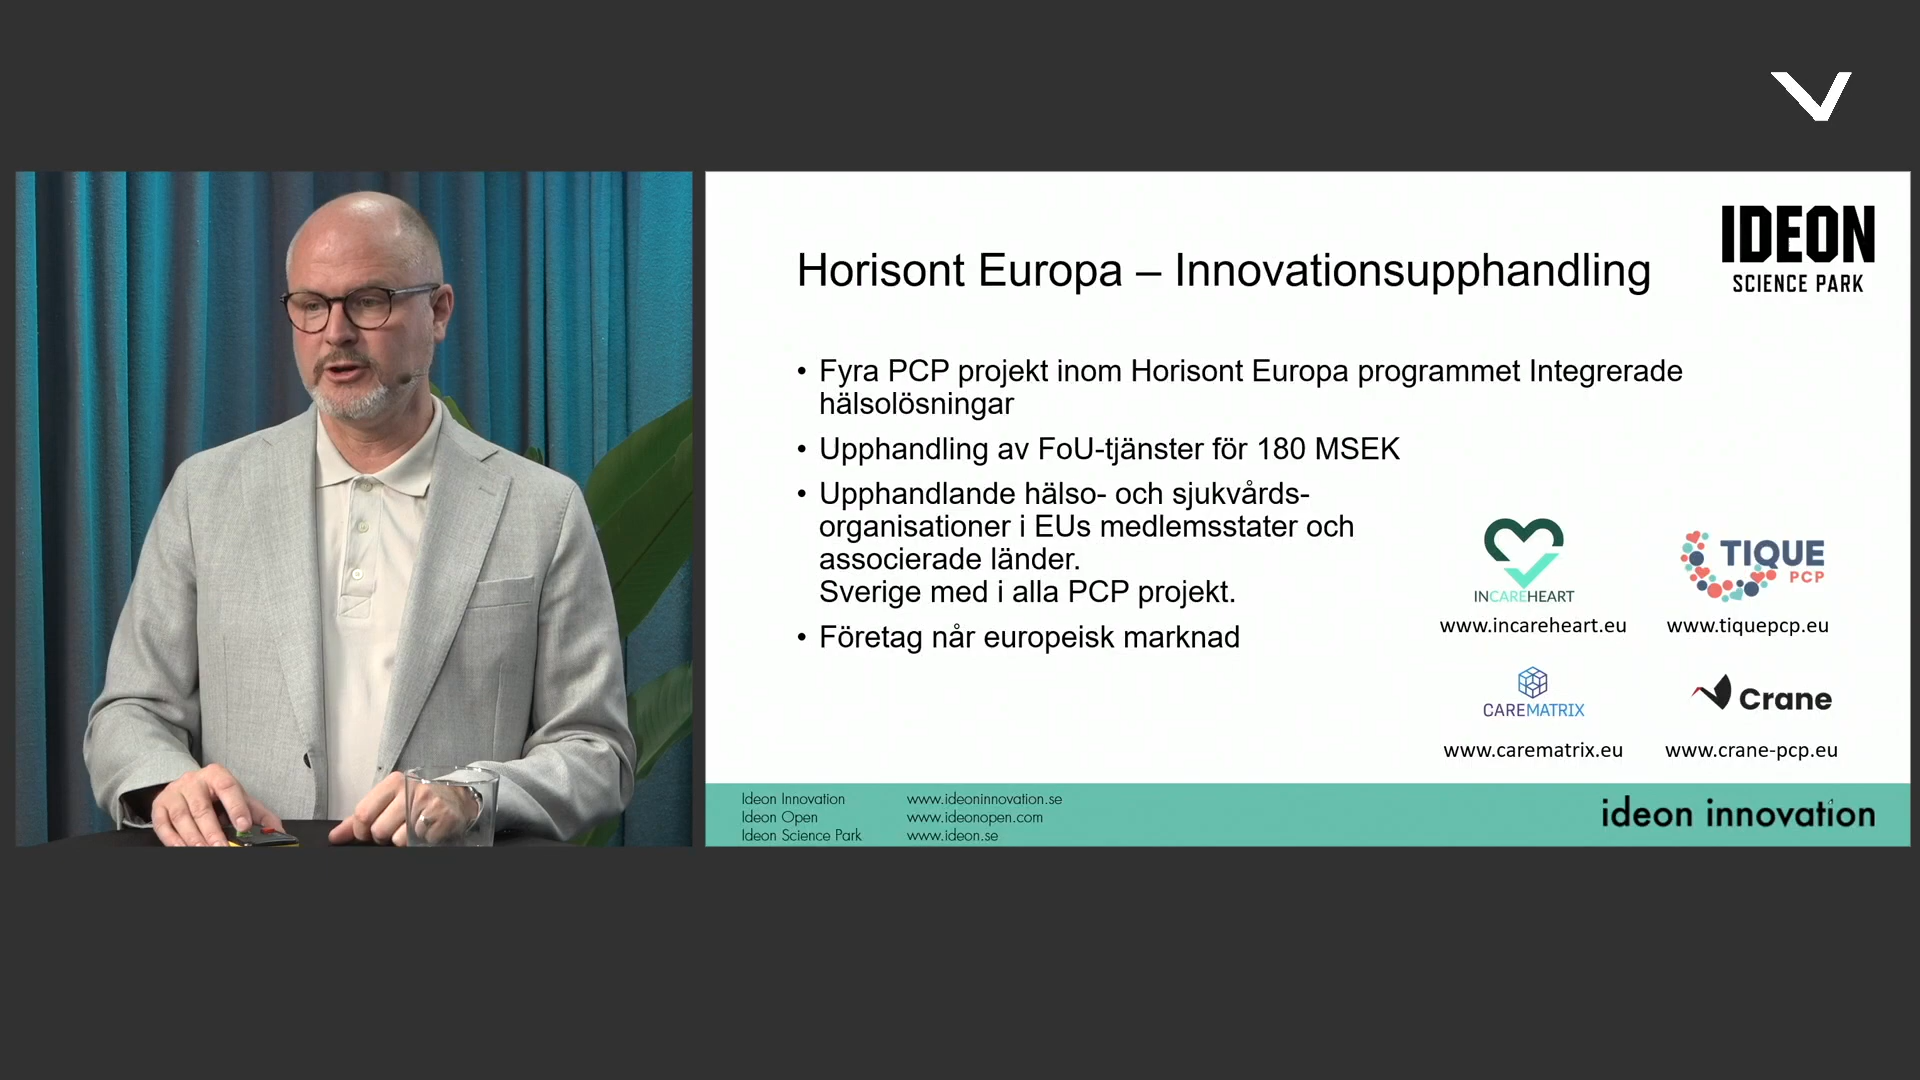 IDEON
SCIENCE PARK
Horisont Europa – Innovationsupphandling
• Fyra PCP projekt inom Horisont Europa programmet Integrerade
hälsolösningar
• Upphandling av FoU-tjänster för 180 MSEK
• Upphandlande hälso- och sjukvårds-
organisationer i EUs medlemsstater och
associerade länder.
Sverige med i alla PCP projekt.
• Företag når europeisk marknad
INCAREHEART
www.incareheart.eu
TIQUE
PCP
www.tiquepcp.eu
CAREMATRIX
www.carematrix.eu
Crane
www.crane-pcp.eu
Ideon Innovation www.ideoninnovation.se
Ideon Open www.ideonopen.com
Ideon Science Park www.ideon.se
ideon innovation